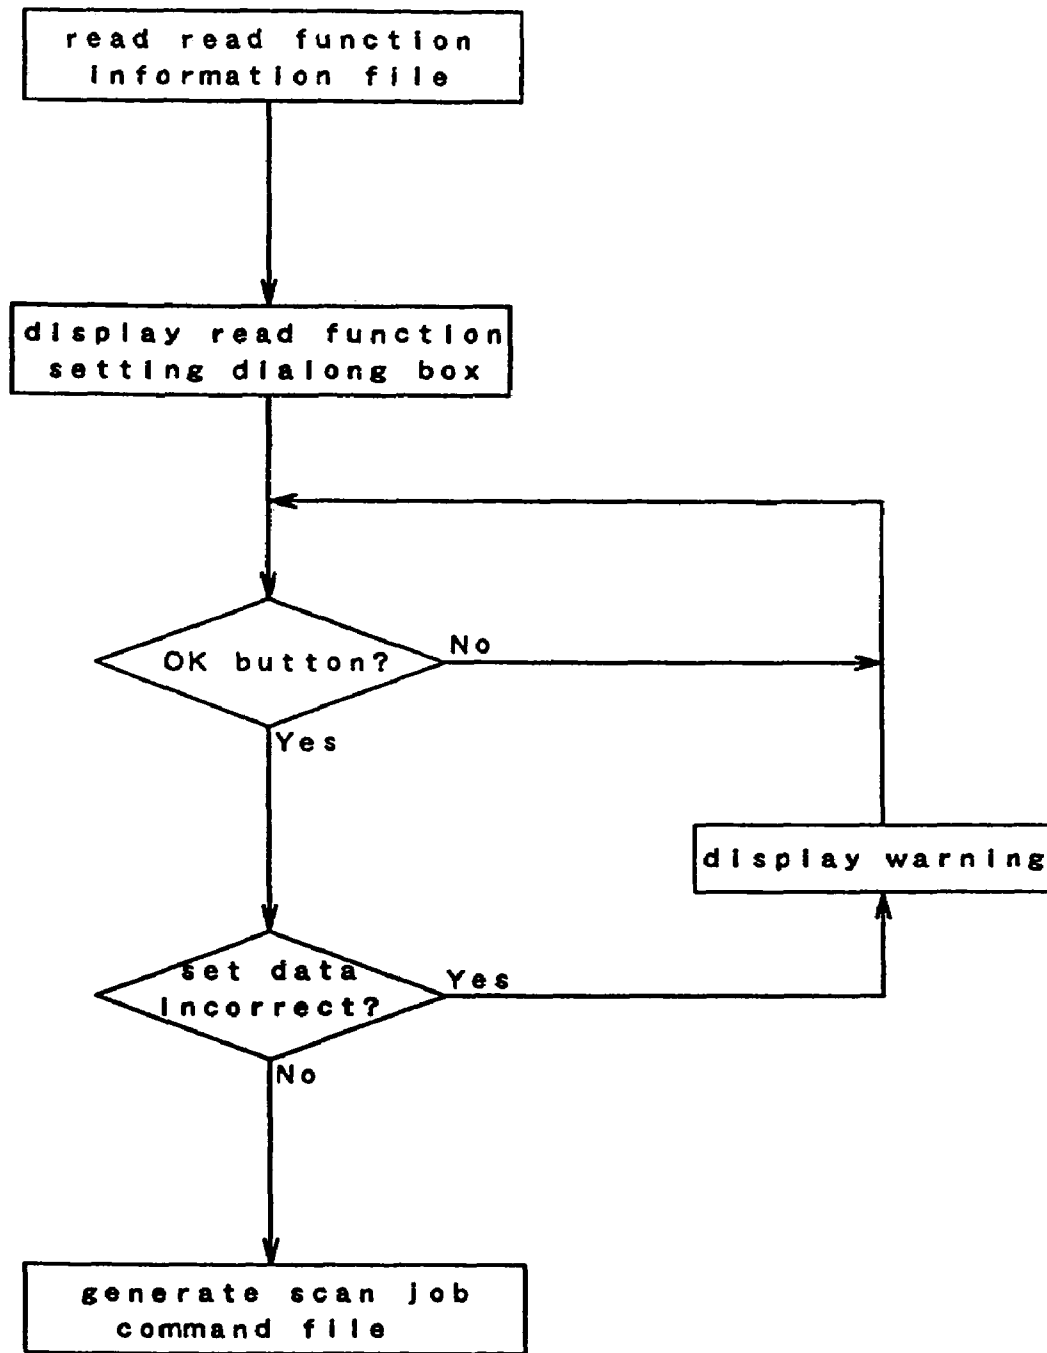 read read function
information file
display read function
setting dialong box
OK button?
No
Yes
display warning
set data
incorrect?
Yes
No
generate scan job
command file